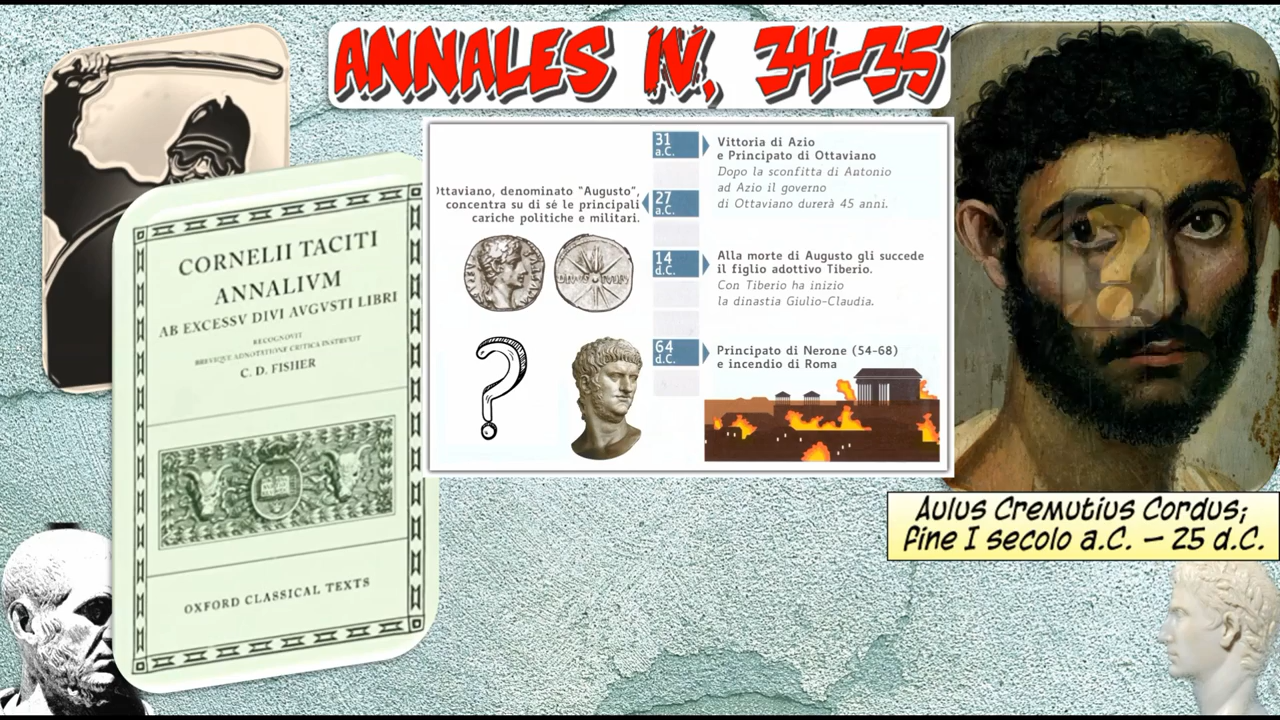 ANNALES IV, 34-35
CORNELII TACITI
ANNALIVM
AB EXCESSV DIVI AVGVSTI LIBRI
RECOGNOVIT
BREVIQUE ADNOTATIONE CRITICA INSTRUXIT
C. D. FISHER
OXFORD CLASSICAL TEXTS
31
a.C.
Vittoria di Azio
e Principato di Ottaviano
Dopo la sconfitta di Antonio
ad Azio il governo
di Ottaviano durerà 45 anni.
ttaviano, denominato "Augusto",
concentra su di sé le principali
cariche politiche e militari.
27
a.C.
14
d.C.
Alla morte di Augusto gli succede
il figlio adottivo Tiberio.
Con Tiberio ha inizio
la dinastia Giulio-Claudia.
?
64
d.C.
Principato di Nerone (54-68)
e incendio di Roma
?
Aulus Cremutius Cordus;
fine I secolo a.C. – 25 d.C.